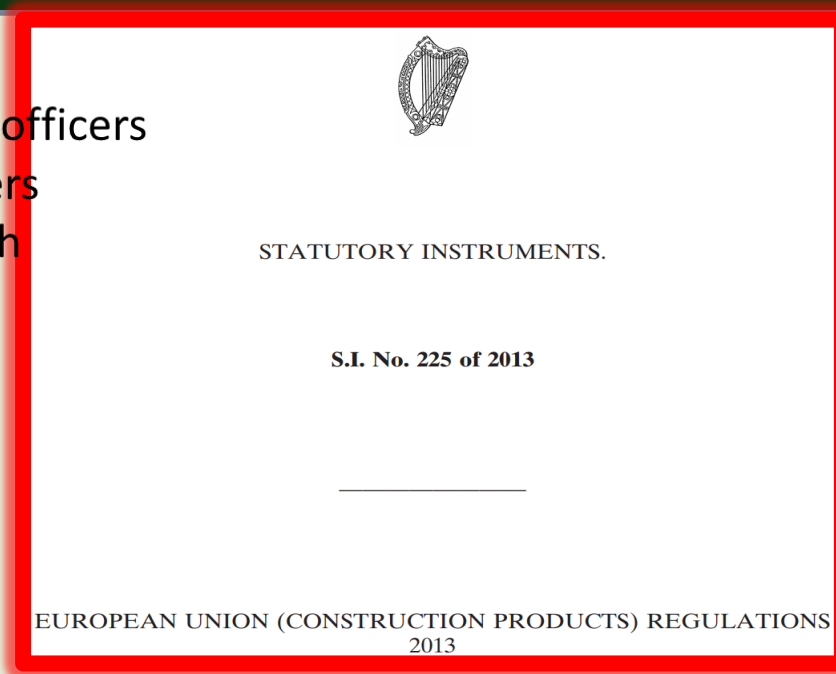 officers
STATUTORY INSTRUMENTS.
S.I. No. 225 of 2013
EUROPEAN UNION (CONSTRUCTION PRODUCTS) REGULATIONS
2013